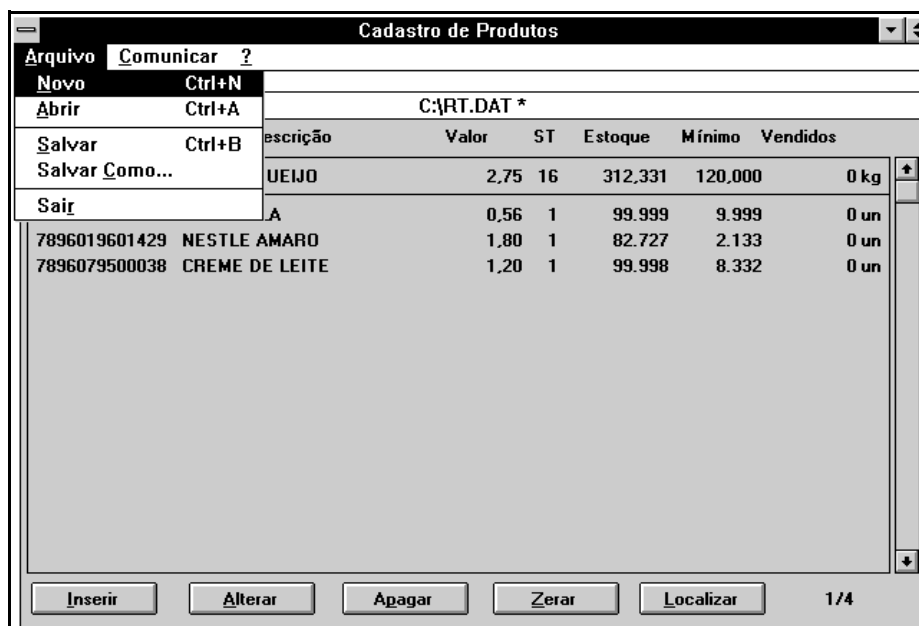 Cadastro de Produtos
Arquivo Comunicar ?
Novo Ctrl+N
Abrir Ctrl+A
Salvar Ctrl+B
Salvar Como...
Sair
C:\RT.DAT *
escrição Valor ST Estoque Mínimo Vendidos
UEIJO 2,75 16 312,331 120,000 0 kg
A 0,56 1 99.999 9.999 0 un
7896019601429 NESTLE AMARO 1,80 1 82.727 2.133 0 un
7896079500038 CREME DE LEITE 1,20 1 99.998 8.332 0 un
Inserir Alterar Apagar Zerar Localizar 1/4